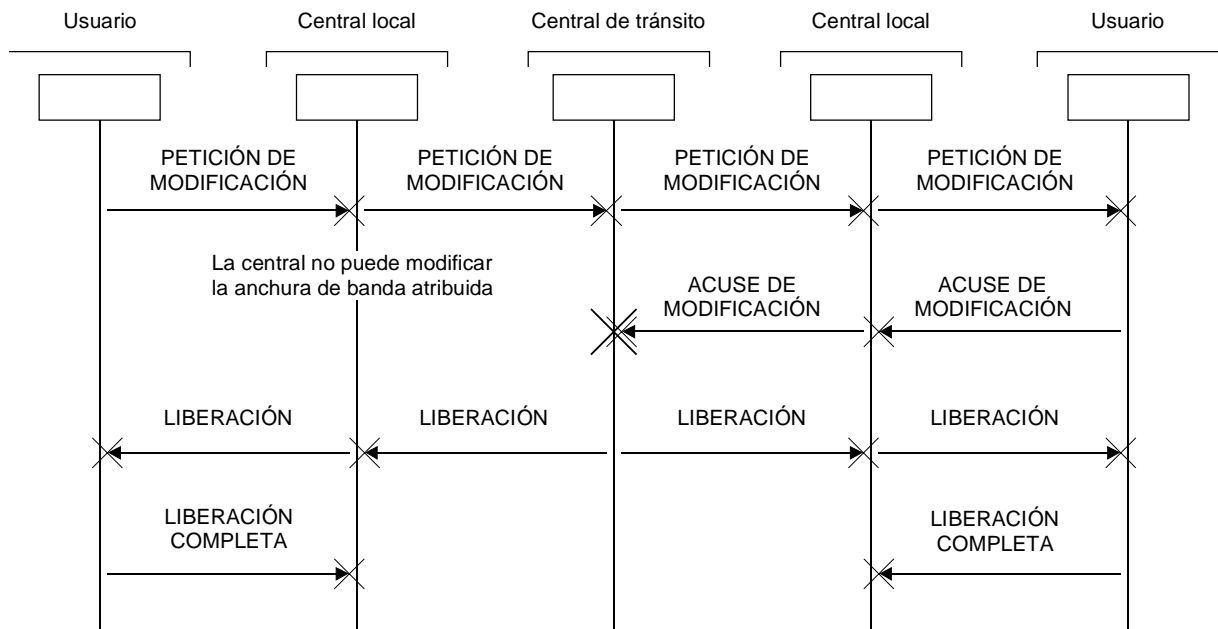 Usuario
Central local
Central de tránsito
Central local
Usuario
PETICIÓN DE
MODIFICACIÓN
PETICIÓN DE
MODIFICACIÓN
PETICIÓN DE
MODIFICACIÓN
PETICIÓN DE
MODIFICACIÓN
La central no puede modificar
la anchura de banda atribuida
ACUSE DE
MODIFICACIÓN
ACUSE DE
MODIFICACIÓN
LIBERACIÓN
LIBERACIÓN
LIBERACIÓN
LIBERACIÓN
LIBERACIÓN
COMPLETA
LIBERACIÓN
COMPLETA